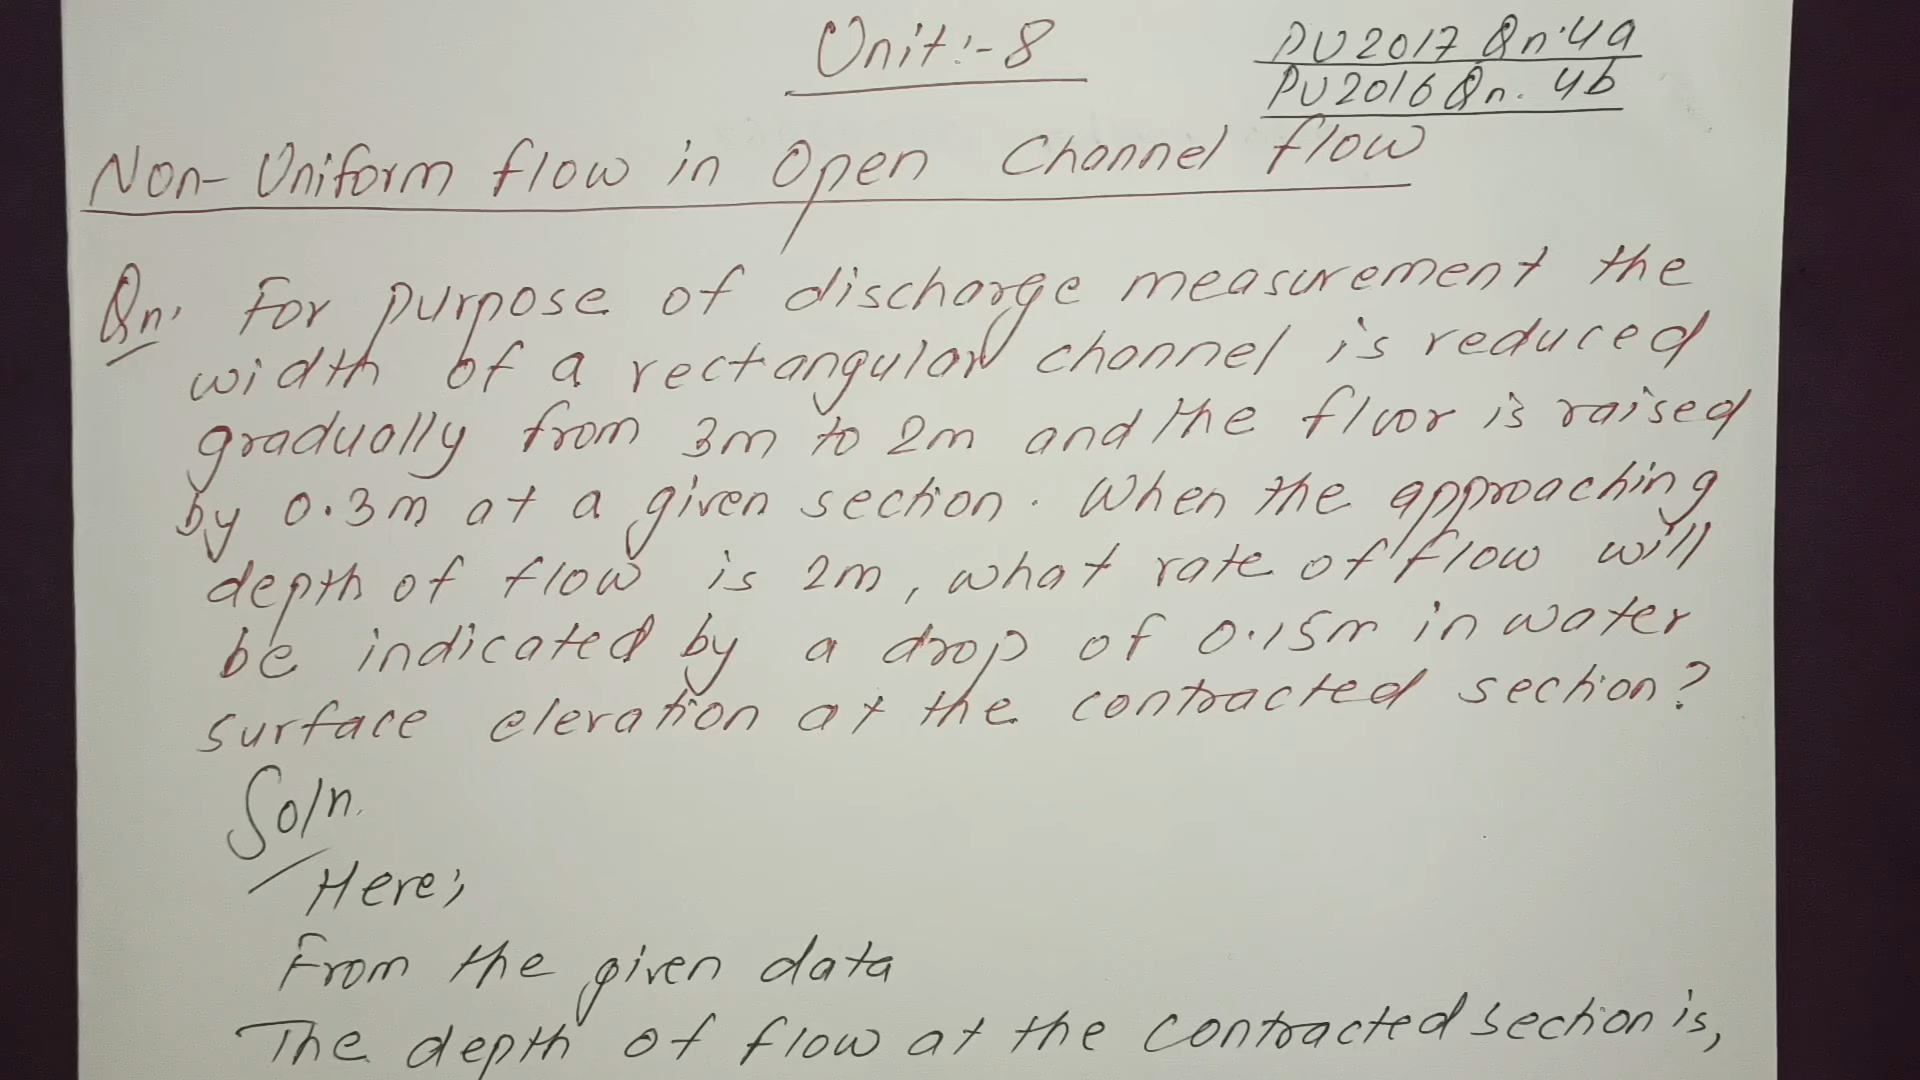 Unit:-8
PU 2017 Qn.4a
PU 2016 Qn. 4b
Non-Uniform flow in Open Channel flow
Qn. For purpose of discharge measurement the
width of a rectangular channel is reduced
gradually from 3m to 2m and the floor is raised
by 0.3m at a given section. When the approaching
depth of flow is 2m, what rate of flow will
be indicated by a drop of 0.15m in water
surface elevation at the contracted section?
Soln.
Here;
From the given data
The depth of flow at the contracted section is,